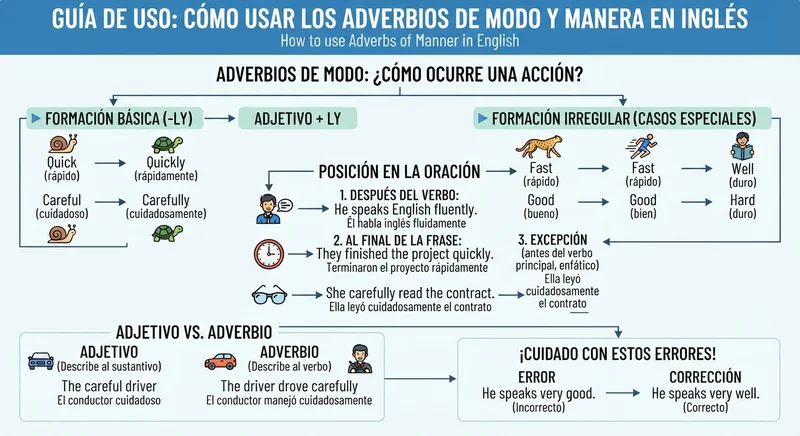 GUÍA DE USO: CÓMO USAR LOS ADVERBIOS DE MODO Y MANERA EN INGLÉS
How to use Adverbs of Manner in English
ADVERBIOS DE MODO: ¿CÓMO OCURRE UNA ACCIÓN?
FORMACIÓN BÁSICA (-LY)
ADJETIVO + LY
Quick
(rápido)
Quickly
(rápidamente)
Careful
(cuidadoso)
Carefully
(cuidadosamente)
FORMACIÓN IRREGULAR (CASOS ESPECIALES)
Fast
(rápido)
Fast
(rápido)
Well
(duro)
Good
(bueno)
Good
(bien)
Hard
(duro)
POSICIÓN EN LA ORACIÓN
1. DESPUÉS DEL VERBO:
He speaks English fluently.
Él habla inglés fluidamente
2. AL FINAL DE LA FRASE:
They finished the project quickly.
Terminaron el proyecto rápidamente
She carefully read the contract.
Ella leyó cuidadosamente el contrato
3. EXCEPCIÓN
(antes del verbo
principal, enfático)
Ella leyó
cuidadosamente
el contrato
ADJETIVO VS. ADVERBIO
ADJETIVO
(Describe al sustantivo)
The careful driver
El conductor cuidadoso
ADVERBIO
(Describe al verbo)
The driver drove carefully
El conductor manejó cuidadosamente
¡CUIDADO CON ESTOS ERRORES!
ERROR
He speaks very good.
(Incorrecto)
CORRECCIÓN
He speaks very well.
(Correcto)